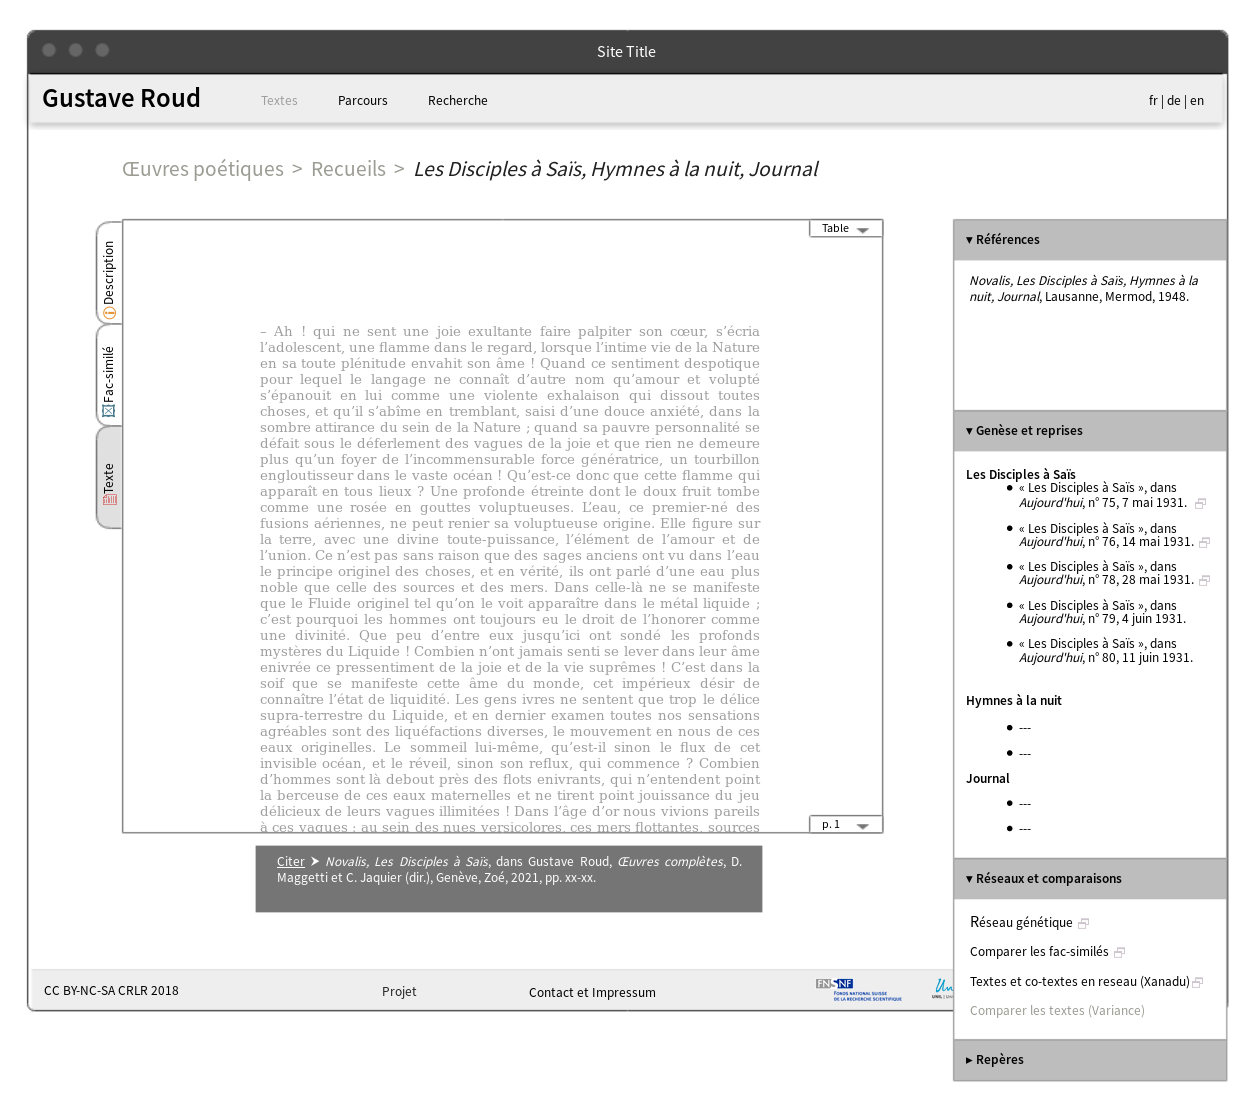 Site Title
Gustave Roud
Textes
Parcours
Recherche
fr | de | en
Œuvres poétiques > Recueils > Les Disciples à Saïs, Hymnes à la nuit, Journal
Description
Fac-similé
Texte
Table
– Ah ! qui ne sent une joie exultante faire palpiter son cœur, s’écria
l’adolescent, une flamme dans le regard, lorsque l’intime vie de la Nature
en sa toute plénitude envahit son âme ! Quand ce sentiment despotique
pour lequel le langage ne connaît d’autre nom qu’amour et volupté
s’épanouit en lui comme une violente exhalaison qui dissout toutes
choses, et qu’il s’abîme en tremblant, saisi d’une douce anxiété, dans la
sombre attirance du sein de la Nature ; quand sa pauvre personnalité se
défait sous le déferlement des vagues de la joie et que rien ne demeure
plus qu’un foyer de l’incommensurable force génératrice, un tourbillon
engloutisseur dans le vaste océan ! Qu’est-ce donc que cette flamme qui
apparaît en tous lieux ? Une profonde étreinte dont le doux fruit tombe
comme une rosée en gouttes voluptueuses. L’eau, ce premier-né des
fusions aériennes, ne peut renier sa voluptueuse origine. Elle figure sur
la terre, avec une divine toute-puissance, l’élément de l’amour et de
l’union. Ce n’est pas sans raison que des sages anciens ont vu dans l’eau
le principe originel des choses, et en vérité, ils ont parlé d’une eau plus
noble que celle des sources et des mers. Dans celle-là ne se manifeste
que le Fluide originel tel qu’on le voit apparaître dans le métal liquide ;
c’est pourquoi les hommes ont toujours eu le droit de l’honorer comme
une divinité. Que peu d’entre eux jusqu’ici ont sondé les profonds
mystères du Liquide ! Combien n’ont jamais senti se lever dans leur âme
enivrée ce pressentiment de la joie et de la vie suprêmes ! C’est dans la
soif que se manifeste cette âme du monde, cet impérieux désir de
connaître l’état de liquidité. Les gens ivres ne sentent que trop le délice
supra-terrestre du Liquide, et en dernier examen toutes nos sensations
agréables sont des liquéfactions diverses, le mouvement en nous de ces
eaux originelles. Le sommeil lui-même, qu’est-il sinon le flux de cet
invisible océan, et le réveil, sinon son reflux, qui commence ? Combien
d’hommes sont là debout près des flots enivrants, qui n’entendent point
la berceuse de ces eaux maternelles et ne tirent point jouissance du jeu
délicieux de leurs vagues illimitées ! Dans l’âge d’or nous vivions pareils
à ces vagues ; au sein des nues versicolores, ces mers flottantes, sources
p. 1
Citer ➤ Novalis, Les Disciples à Saïs, dans Gustave Roud, Œuvres complètes, D.
Maggetti et C. Jaquier (dir.), Genève, Zoé, 2021, pp. xx-xx.
▾ Références
Novalis, Les Disciples à Saïs, Hymnes à la
nuit, Journal, Lausanne, Mermod, 1948.
▾ Genèse et reprises
Les Disciples à Saïs
● « Les Disciples à Saïs », dans
Aujourd'hui, n° 75, 7 mai 1931.
● « Les Disciples à Saïs », dans
Aujourd'hui, n° 76, 14 mai 1931.
● « Les Disciples à Saïs », dans
Aujourd'hui, n° 78, 28 mai 1931.
● « Les Disciples à Saïs », dans
Aujourd'hui, n° 79, 4 juin 1931.
● « Les Disciples à Saïs », dans
Aujourd'hui, n° 80, 11 juin 1931.
Hymnes à la nuit
● ---
● ---
Journal
● ---
● ---
▾ Réseaux et comparaisons
Réseau génétique
Comparer les fac-similés
Textes et co-textes en reseau (Xanadu)
Comparer les textes (Variance)
▸ Repères
CC BY-NC-SA CRLR 2018
Projet
Contact et Impressum
FNSNF
FONDS NATIONAL SUISSE
DE LA RECHERCHE SCIENTIFIQUE
UNIL |